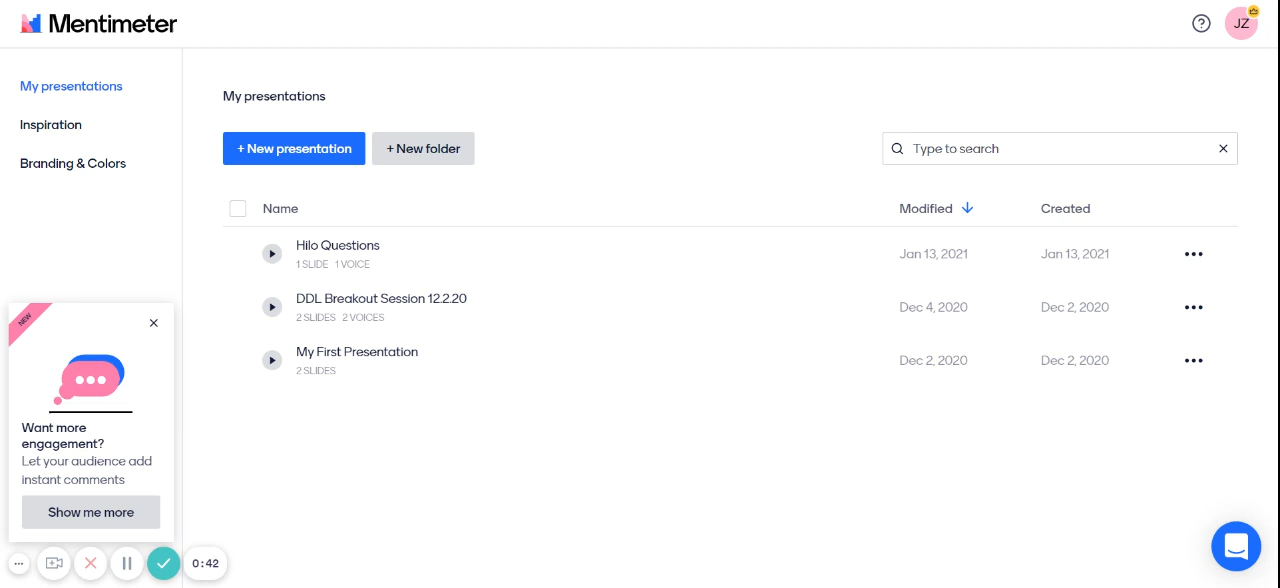 Mentimeter
JZ
My presentations
Inspiration
Branding & Colors
My presentations
+ New presentation
+ New folder
Type to search
Name
Modified
Created
Hilo Questions
1 SLIDE 1 VOICE
Jan 13, 2021
Jan 13, 2021
DDL Breakout Session 12.2.20
2 SLIDES 2 VOICES
Dec 4, 2020
Dec 2, 2020
My First Presentation
2 SLIDES
Dec 2, 2020
Dec 2, 2020
NEW
Want more
engagement?
Let your audience add
instant comments
Show me more
0:42